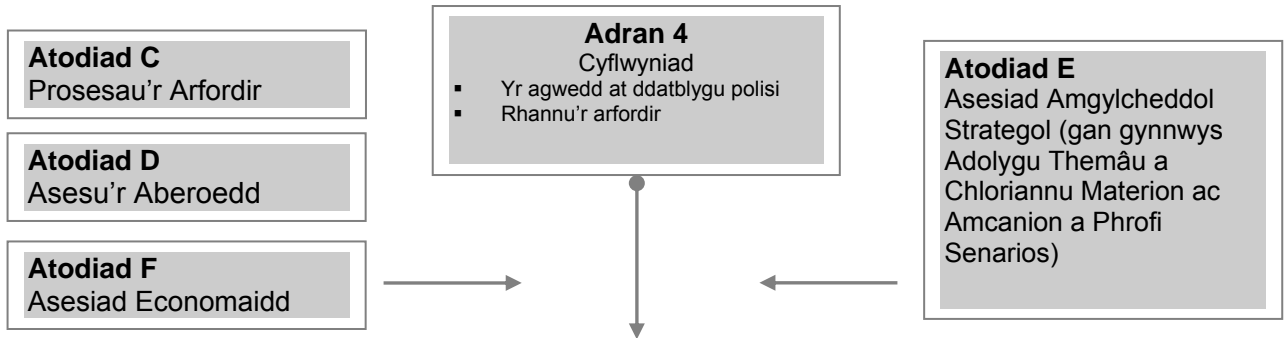 Atodiad C
Prosesau'r Arfordir
Atodiad D
Asesu'r Aberoedd
Atodiad F
Asesiad Economaidd
Adran 4
Cyflwyniad
▪ Yr agwedd at ddatblygu polisi
▪ Rhannu'r arfordir
Atodiad E
Asesiad Amgylcheddol
Strategol (gan gynnwys
Adolygu Themâu a
Chloriannu Materion ac
Amcanion a Phrofi
Senarios)